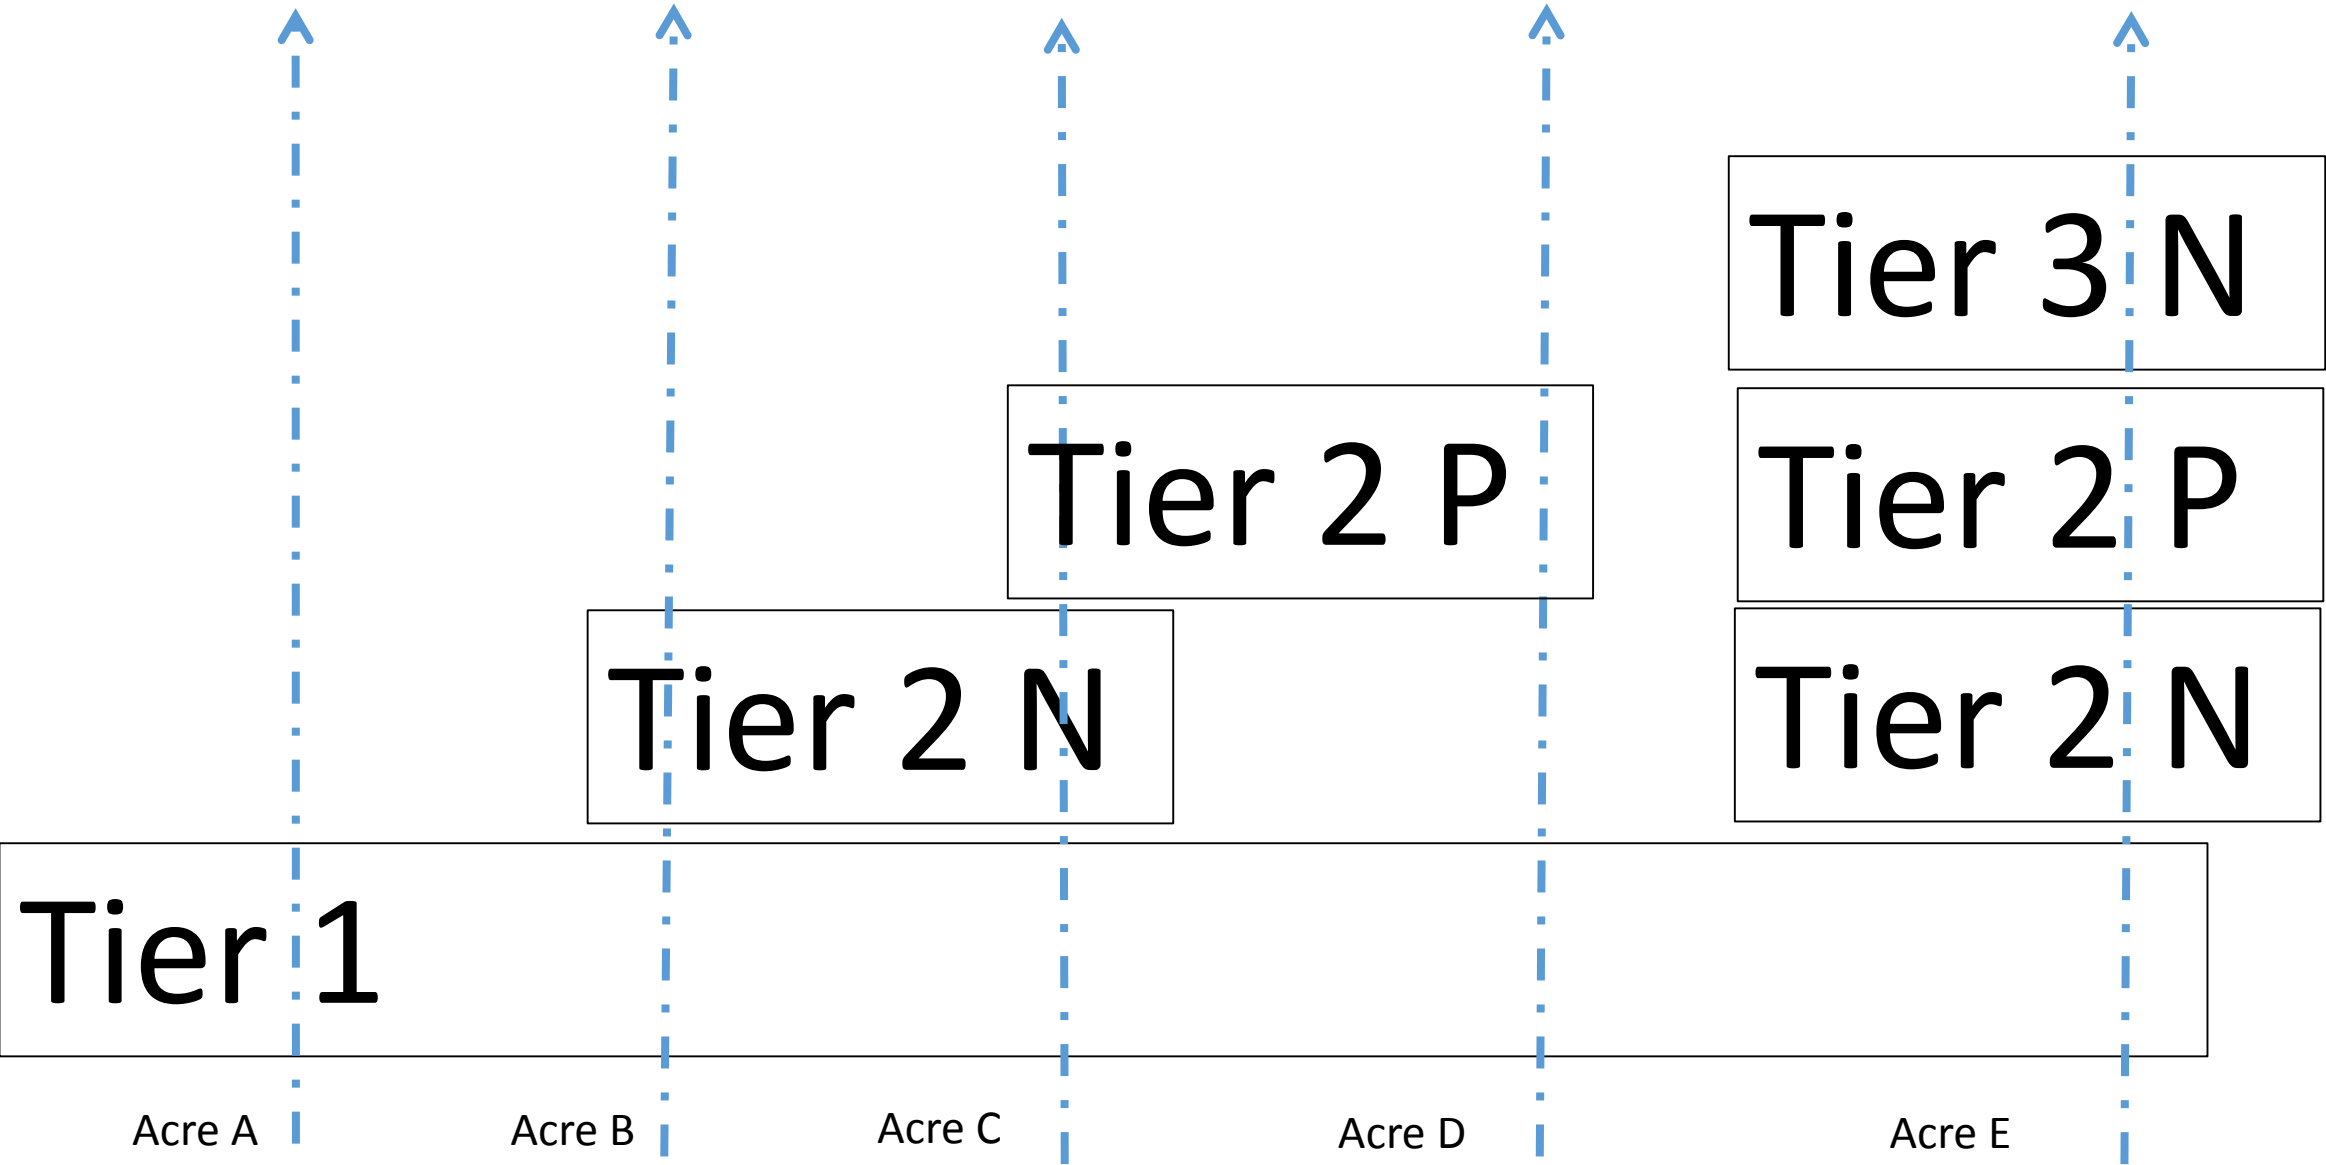 Tier 3 N
Tier 2 P
Tier 2 P
Tier 2 N
Tier 2 N
Tier 1
Acre A
Acre B
Acre C
Acre D
Acre E